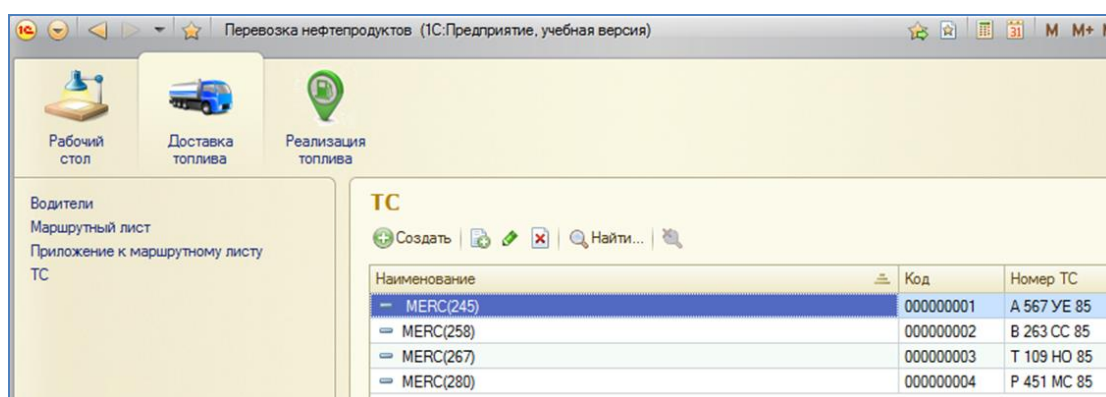 1С Перевозка нефтепродуктов (1С:Предприятие, учебная версия) 31 M M+
Рабочий стол
Доставка топлива
Реализация топлива
Водители
Маршрутный лист
Приложение к маршрутному листу
ТС
ТС
Создать Найти...
Наименование Код Номер ТС
MERC(245) 000000001 А 567 УЕ 85
MERC(258) 000000002 В 263 СС 85
MERC(267) 000000003 Т 109 НО 85
MERC(280) 000000004 Р 451 МС 85